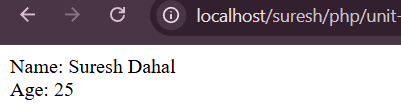 localhost/suresh/php/unit-
Name: Suresh Dahal
Age: 25